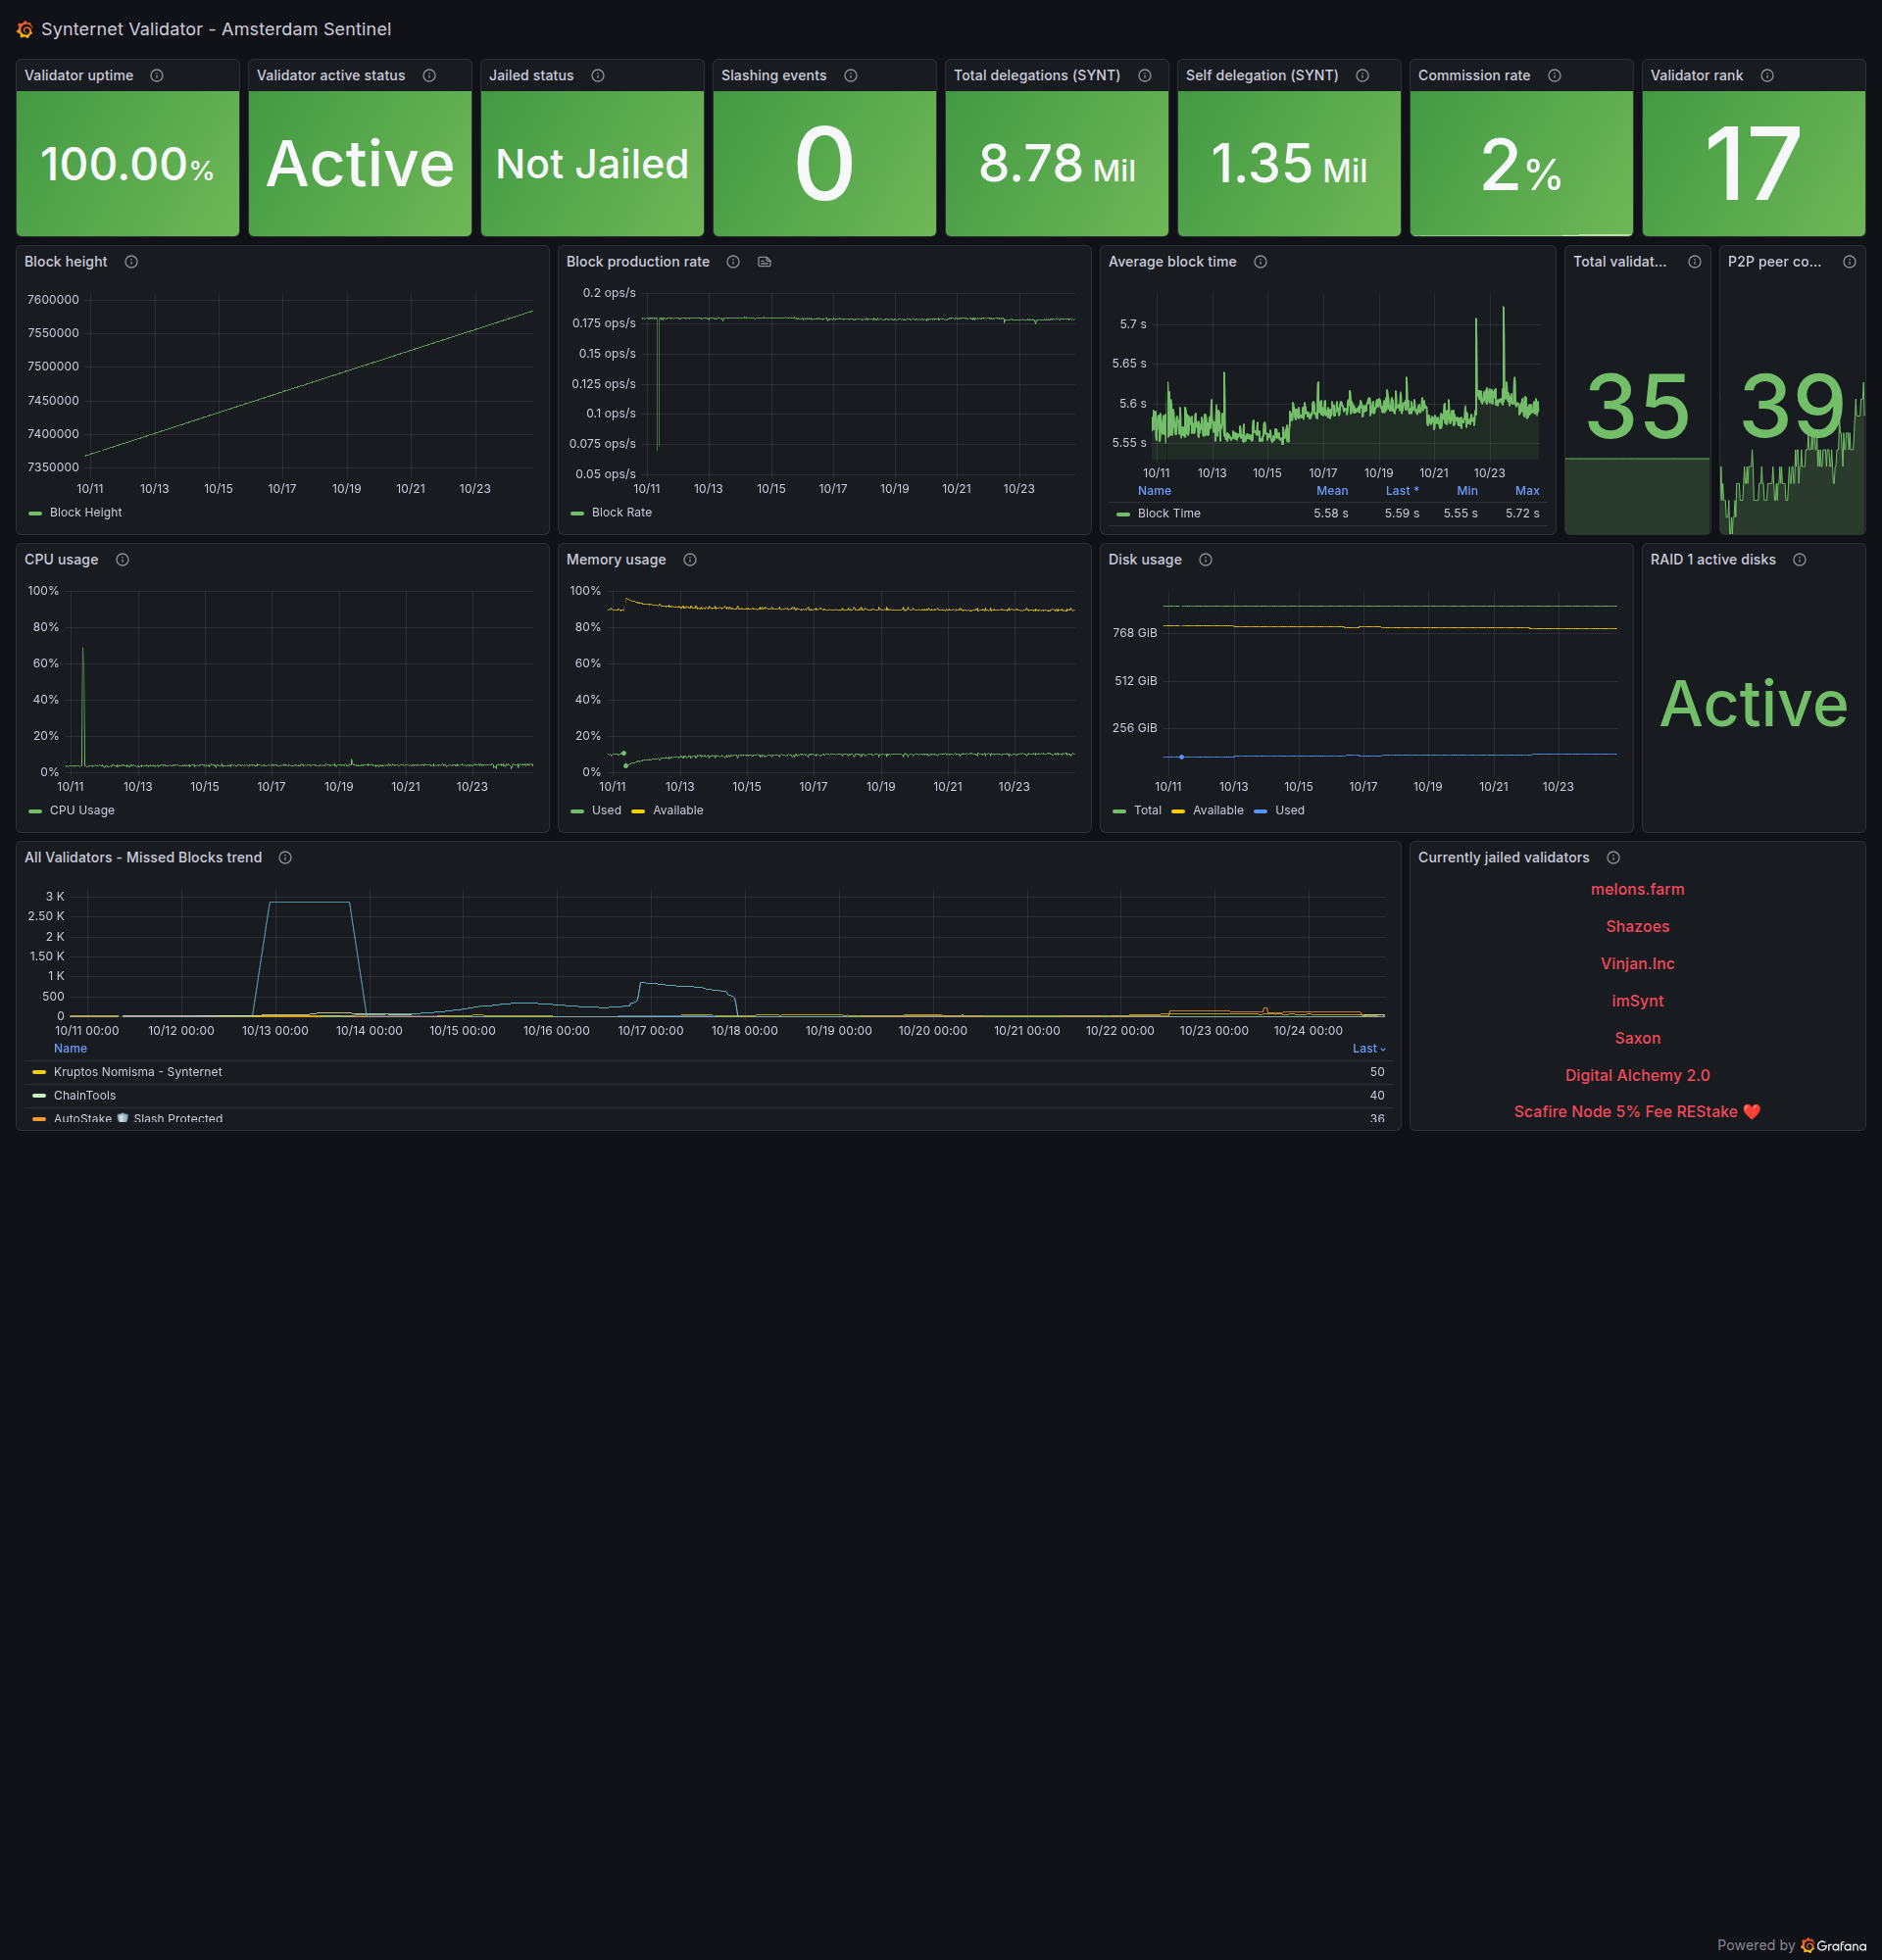 Synternet Validator - Amsterdam Sentinel
Validator uptime
100.00%
Validator active status
Active
Jailed status
Not Jailed
Slashing events
0
Total delegations (SYNT)
8.78 Mil
Self delegation (SYNT)
1.35 Mil
Commission rate
2%
Validator rank
17
Block height
7600000
7550000
7500000
7450000
7400000
7350000
10/11 10/13 10/15 10/17 10/19 10/21 10/23
Block Height
Block production rate
0.2 ops/s
0.175 ops/s
0.15 ops/s
0.125 ops/s
0.1 ops/s
0.075 ops/s
0.05 ops/s
10/11 10/13 10/15 10/17 10/19 10/21 10/23
Block Rate
Average block time
5.7 s
5.65 s
5.6 s
5.55 s
10/11 10/13 10/15 10/17 10/19 10/21 10/23
Name Mean Last * Min Max
Block TIme 5.58 s 5.59 s 5.55 s 5.72 s
Total validat...
35
P2P peer co...
39
CPU usage
100%
80%
60%
40%
20%
0%
10/11 10/13 10/15 10/17 10/19 10/21 10/23
CPU Usage
Memory usage
100%
80%
60%
40%
20%
0%
10/11 10/13 10/15 10/17 10/19 10/21 10/23
Used Available
Disk usage
768 GiB
512 GiB
256 GiB
10/11 10/13 10/15 10/17 10/19 10/21 10/23
Total Available Used
RAID 1 active disks
Active
All Validators - Missed Blocks trend
3 K
2.50 K
2 K
1.50 K
1 K
500
0
10/11 00:00 10/12 00:00 10/13 00:00 10/14 00:00 10/15 00:00 10/16 00:00 10/17 00:00 10/18 00:00 10/19 00:00 10/20 00:00 10/21 00:00 10/22 00:00 10/23 00:00 10/24 00:00
Name Last
Kruptos Nomisma - Synternet 50
ChainTools 40
AutoStake 🛡️ Slash Protected 36
Currently jailed validators
melons.farm
Shazoes
Vinjan.Inc
imSynt
Saxon
Digital Alchemy 2.0
Scafire Node 5% Fee REStake ❤️
Powered by Grafana